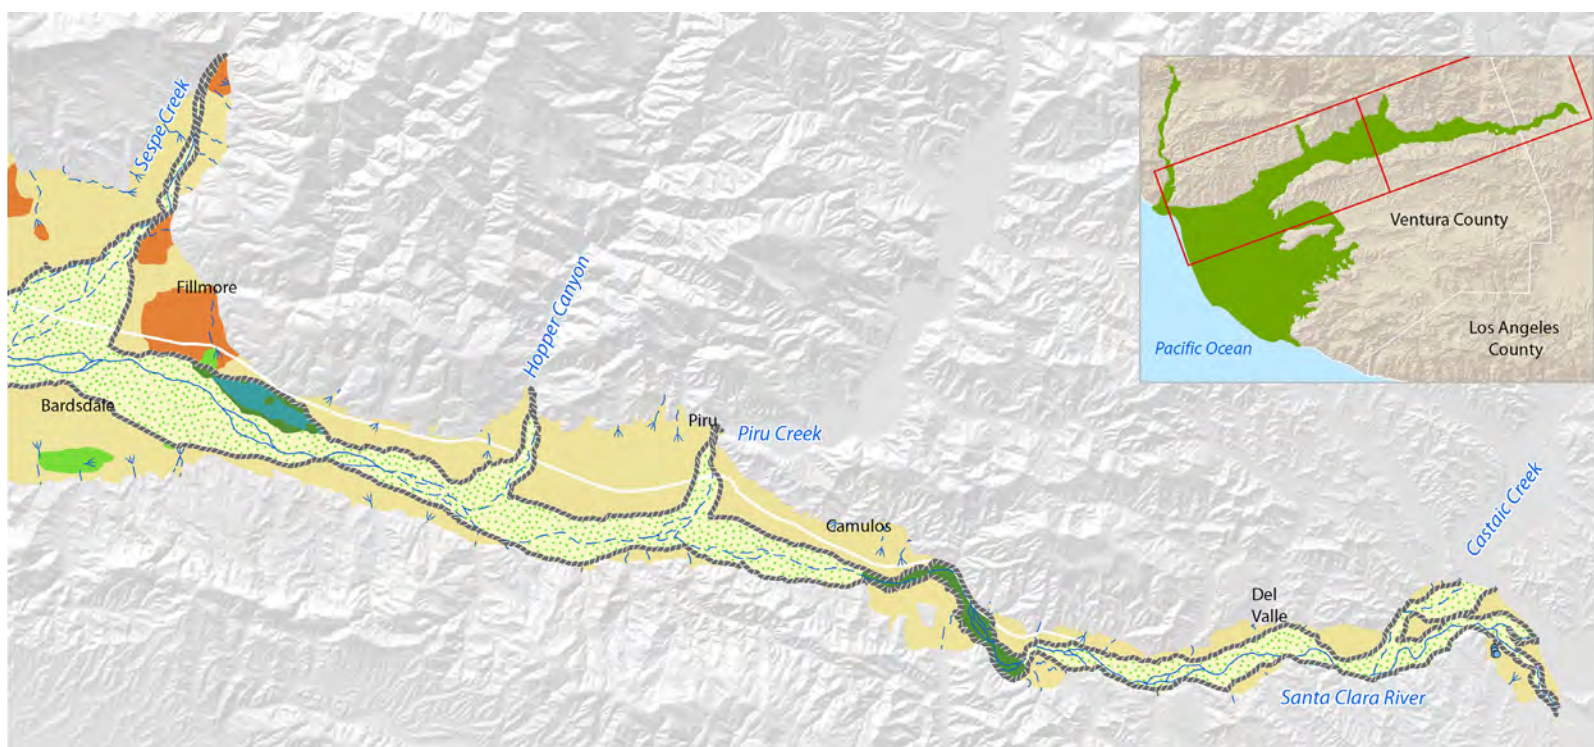 Sespe Creek
Fillmore
Bardsdale
Hopper Canyon
Piru
Piru Creek
Camulos
Del
Valle
Castaic Creek
Santa Clara River
Ventura County
Los Angeles
County
Pacific Ocean